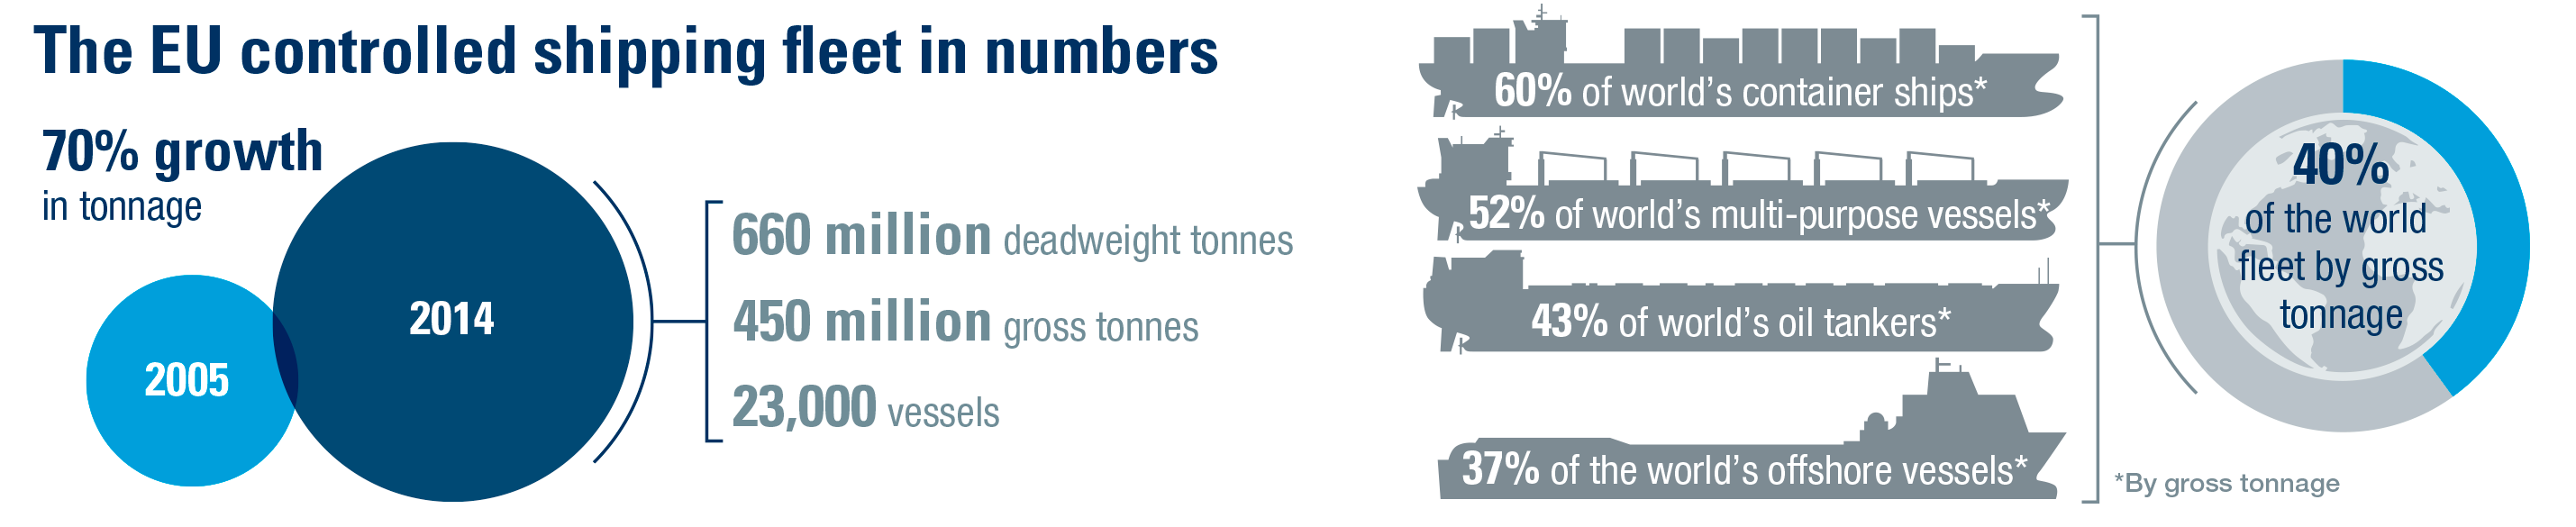 The EU controlled shipping fleet in numbers
70% growth
in tonnage
2005
2014
660 million deadweight tonnes
450 million gross tonnes
23,000 vessels
60% of world’s container ships*
52% of world’s multi-purpose vessels*
43% of world’s oil tankers*
37% of the world’s offshore vessels*
40%
of the world
fleet by gross
tonnage
*By gross tonnage